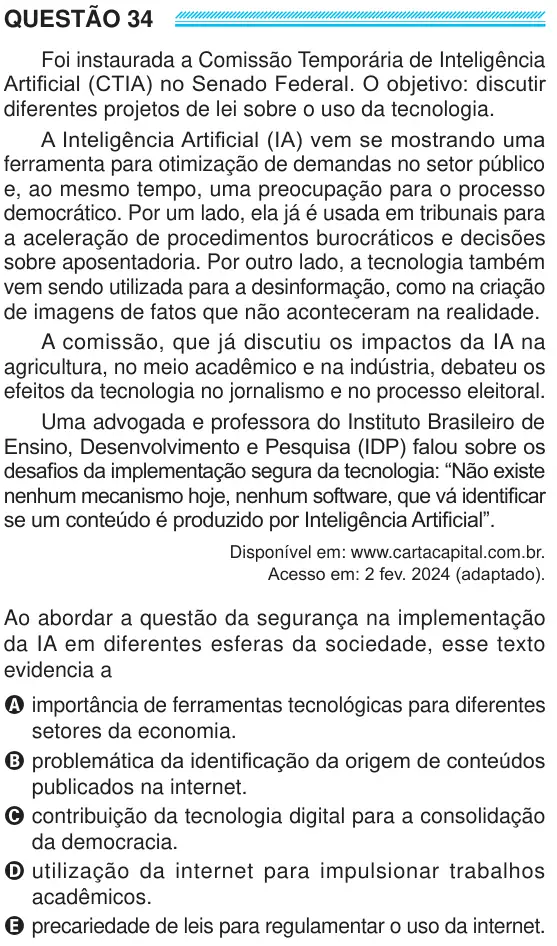 QUESTÃO 34
Foi instaurada a Comissão Temporária de Inteligência
Artificial (CTIA) no Senado Federal. O objetivo: discutir
diferentes projetos de lei sobre o uso da tecnologia.
A Inteligência Artificial (IA) vem se mostrando uma
ferramenta para otimização de demandas no setor público
e, ao mesmo tempo, uma preocupação para o processo
democrático. Por um lado, ela já é usada em tribunais para
a aceleração de procedimentos burocráticos e decisões
sobre aposentadoria. Por outro lado, a tecnologia também
vem sendo utilizada para a desinformação, como na criação
de imagens de fatos que não aconteceram na realidade.
A comissão, que já discutiu os impactos da IA na
agricultura, no meio acadêmico e na indústria, debateu os
efeitos da tecnologia no jornalismo e no processo eleitoral.
Uma advogada e professora do Instituto Brasileiro de
Ensino, Desenvolvimento e Pesquisa (IDP) falou sobre os
desafios da implementação segura da tecnologia: “Não existe
nenhum mecanismo hoje, nenhum software, que vá identificar
se um conteúdo é produzido por Inteligência Artificial”.
Disponível em: www.cartacapital.com.br.
Acesso em: 2 fev. 2024 (adaptado).
Ao abordar a questão da segurança na implementação
da IA em diferentes esferas da sociedade, esse texto
evidencia a
A importância de ferramentas tecnológicas para diferentes
setores da economia.
B problemática da identificação da origem de conteúdos
publicados na internet.
C contribuição da tecnologia digital para a consolidação
da democracia.
D utilização da internet para impulsionar trabalhos
acadêmicos.
E precariedade de leis para regulamentar o uso da internet.